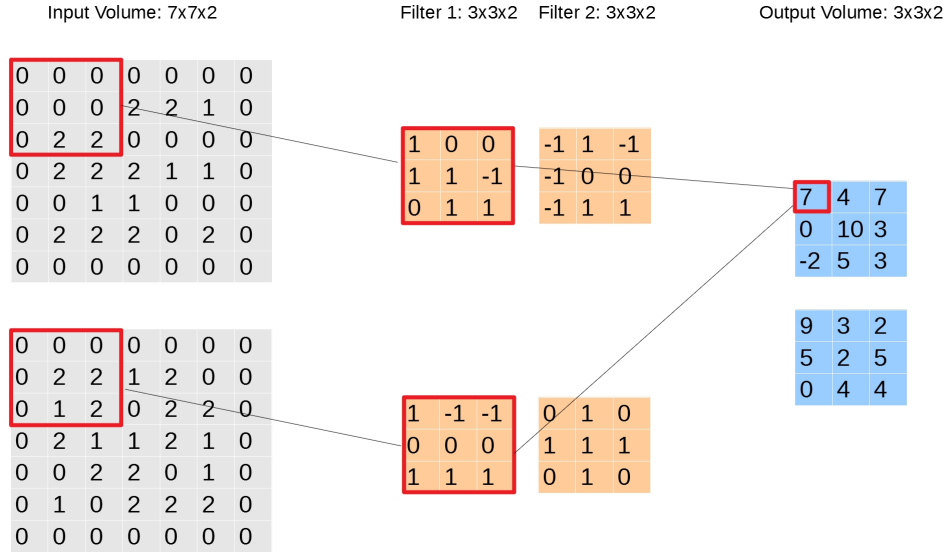 Input Volume: 7x7x2 Filter 1: 3x3x2 Filter 2: 3x3x2 Output Volume: 3x3x2
0 0 0 0 0 0 0
0 0 0 2 2 1 0
0 2 2 0 0 0 0
0 2 2 2 1 1 0
0 0 1 1 0 0 0
0 2 2 2 0 2 0
0 0 0 0 0 0 0
0 0 0 0 0 0 0
0 2 2 1 2 0 0
0 1 2 0 2 2 0
0 2 1 1 2 1 0
0 0 2 2 0 1 0
0 1 0 2 2 2 0
0 0 0 0 0 0 0
1 0 0
1 1 -1
0 1 1
1 -1 -1
0 0 0
1 1 1
-1 1 -1
-1 0 0
-1 1 1
0 1 0
1 1 1
0 1 0
7 4 7
0 10 3
-2 5 3
9 3 2
5 2 5
0 4 4